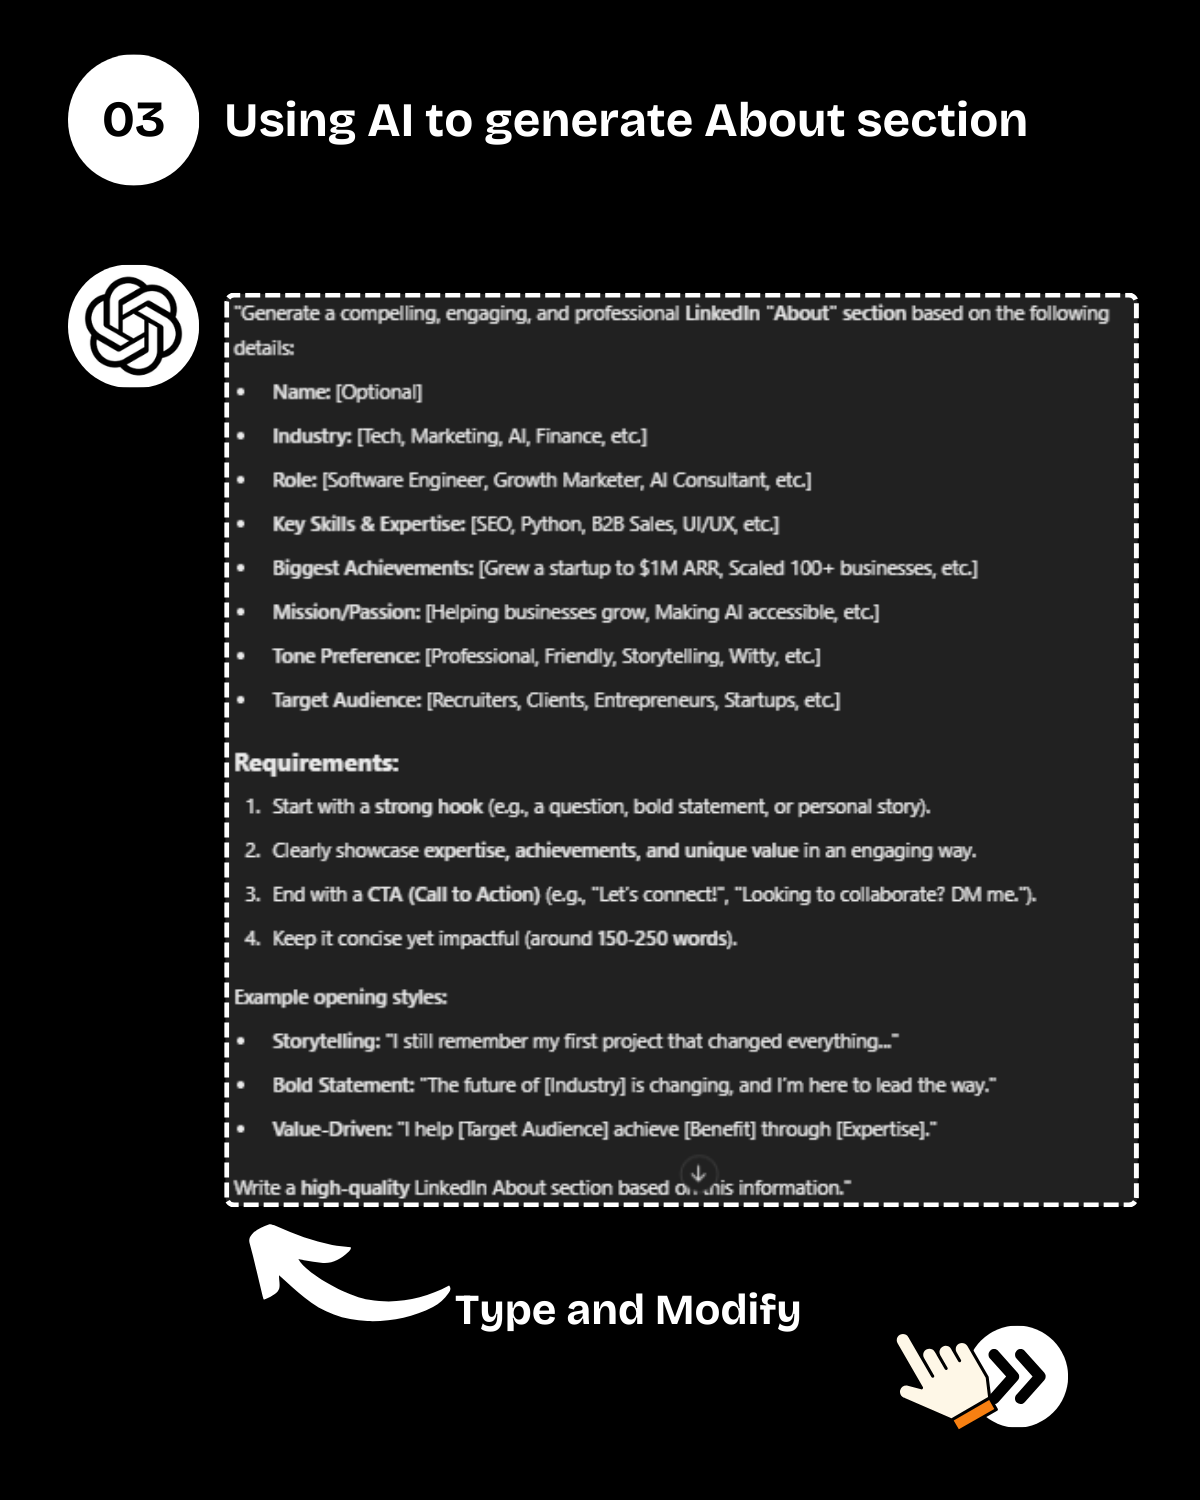 03
Using AI to generate About section
"Generate a compelling, engaging, and professional LinkedIn "About" section based on the following
details:
• Name: [Optional]
• Industry: [Tech, Marketing, AI, Finance, etc.]
• Role: [Software Engineer, Growth Marketer, AI Consultant, etc.]
• Key Skills & Expertise: [SEO, Python, B2B Sales, UI/UX, etc.]
• Biggest Achievements: [Grew a startup to $1M ARR, Scaled 100+ businesses, etc.]
• Mission/Passion: [Helping businesses grow, Making AI accessible, etc.]
• Tone Preference: [Professional, Friendly, Storytelling, Witty, etc.]
• Target Audience: [Recruiters, Clients, Entrepreneurs, Startups, etc.]
Requirements:
1. Start with a strong hook (e.g., a question, bold statement, or personal story).
2. Clearly showcase expertise, achievements, and unique value in an engaging way.
3. End with a CTA (Call to Action) (e.g., "Let's connect!", "Looking to collaborate? DM me.").
4. Keep it concise yet impactful (around 150-250 words).
Example opening styles:
• Storytelling: "I still remember my first project that changed everything..."
• Bold Statement: "The future of [Industry] is changing, and I'm here to lead the way."
• Value-Driven: "I help [Target Audience] achieve [Benefit] through [Expertise]."
Write a high-quality LinkedIn About section based on this information."
Type and Modify